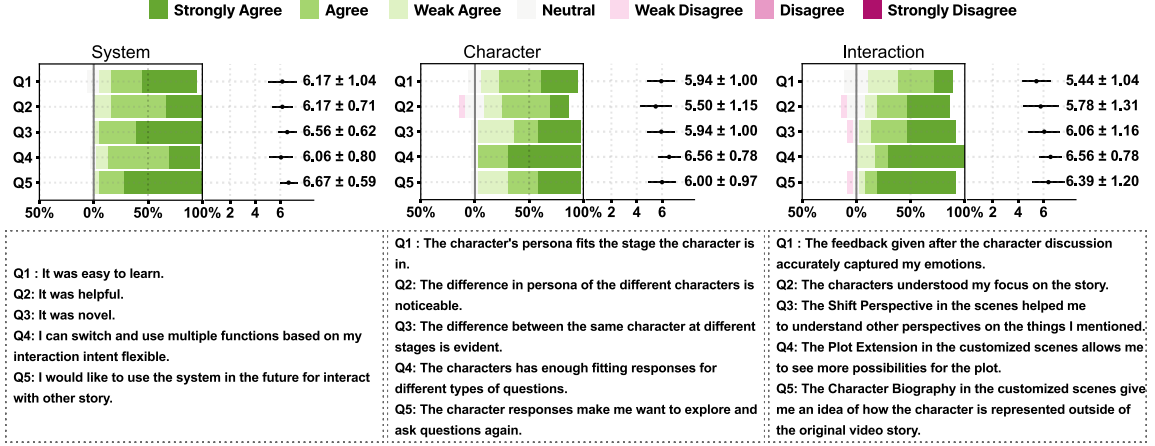 Strongly Agree Agree Weak Agree Neutral Weak Disagree Disagree Strongly Disagree
System
Q1 6.17 ± 1.04
Q2 6.17 ± 0.71
Q3 6.56 ± 0.62
Q4 6.06 ± 0.80
Q5 6.67 ± 0.59
50% 0% 50% 100% 2 4 6
Character
Q1 5.94 ± 1.00
Q2 5.50 ± 1.15
Q3 5.94 ± 1.00
Q4 6.56 ± 0.78
Q5 6.00 ± 0.97
50% 0% 50% 100% 2 4 6
Interaction
Q1 5.44 ± 1.04
Q2 5.78 ± 1.31
Q3 6.06 ± 1.16
Q4 6.56 ± 0.78
Q5 6.39 ± 1.20
50% 0% 50% 100% 2 4 6
Q1 : It was easy to learn.
Q2: It was helpful.
Q3: It was novel.
Q4: I can switch and use multiple functions based on my
interaction intent flexible.
Q5: I would like to use the system in the future for interact
with other story.
Q1 : The character's persona fits the stage the character is
in.
Q2: The difference in persona of the different characters is
noticeable.
Q3: The difference between the same character at different
stages is evident.
Q4: The characters has enough fitting responses for
different types of questions.
Q5: The character responses make me want to explore and
ask questions again.
Q1 : The feedback given after the character discussion
accurately captured my emotions.
Q2: The characters understood my focus on the story.
Q3: The Shift Perspective in the scenes helped me
to understand other perspectives on the things I mentioned.
Q4: The Plot Extension in the customized scenes allows me
to see more possibilities for the plot.
Q5: The Character Biography in the customized scenes give
me an idea of how the character is represented outside of
the original video story.